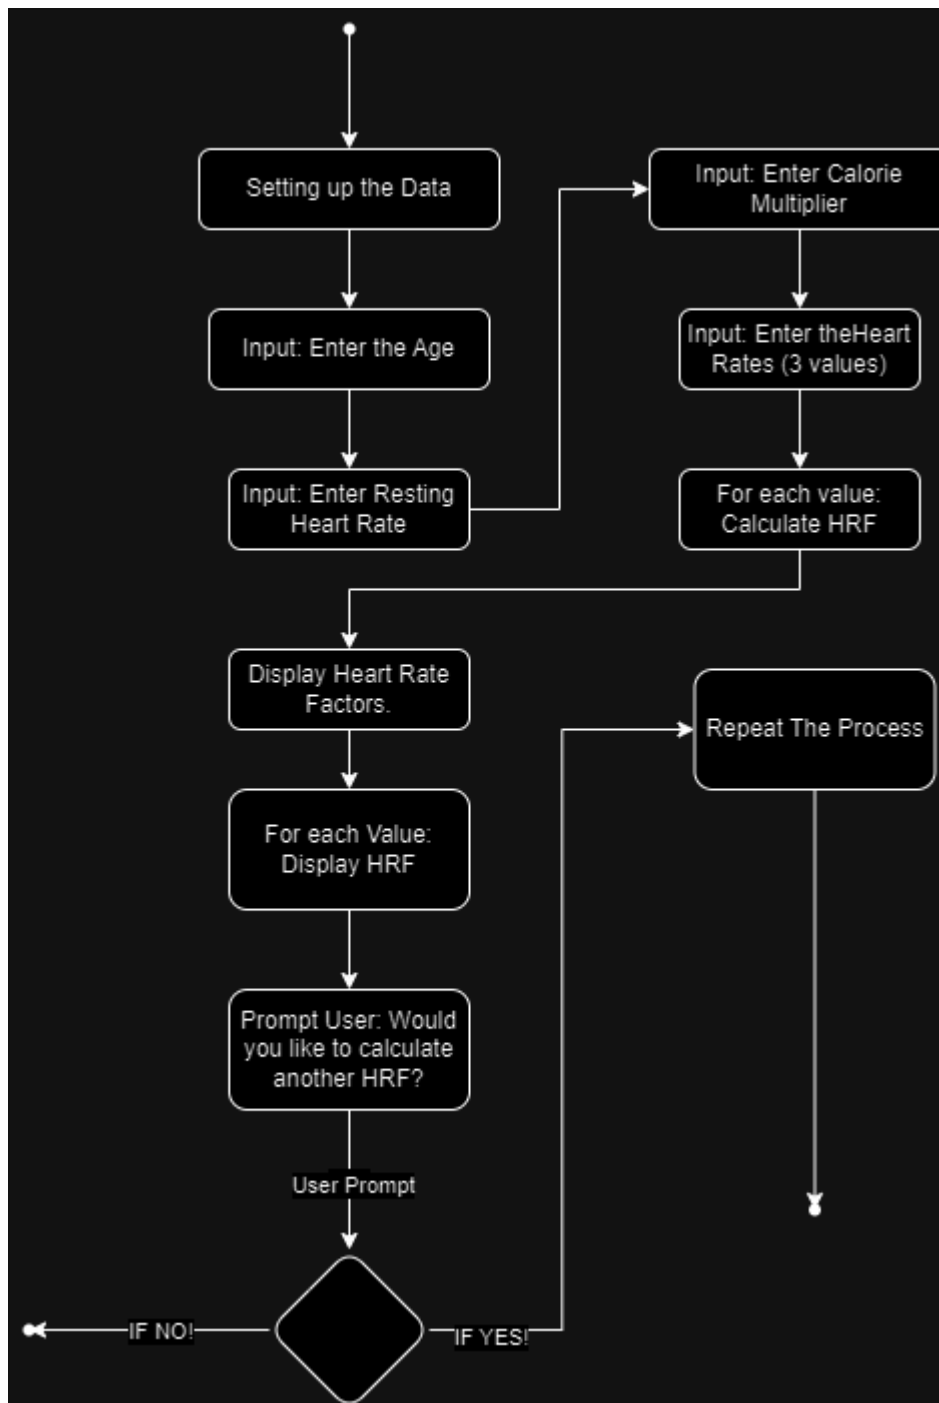 Setting up the Data
Input: Enter the Age
Input: Enter Resting
Heart Rate
Input: Enter Calorie
Multiplier
Input: Enter theHeart
Rates (3 values)
For each value:
Calculate HRF
Display Heart Rate
Factors.
For each Value:
Display HRF
Prompt User: Would
you like to calculate
another HRF?
User Prompt
IF NO!
IF YES!
Repeat The Process